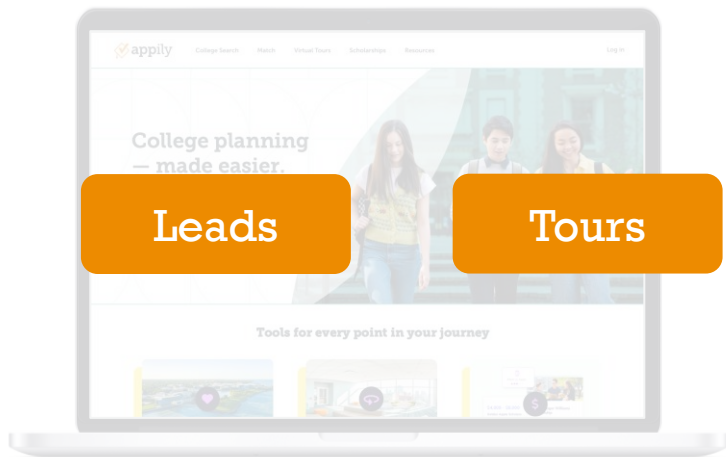 appily College Search Match Virtual Tours Scholarships Resources Log in
College planning
— made easier.
Leads
Tours
Tools for every point in your journey
$